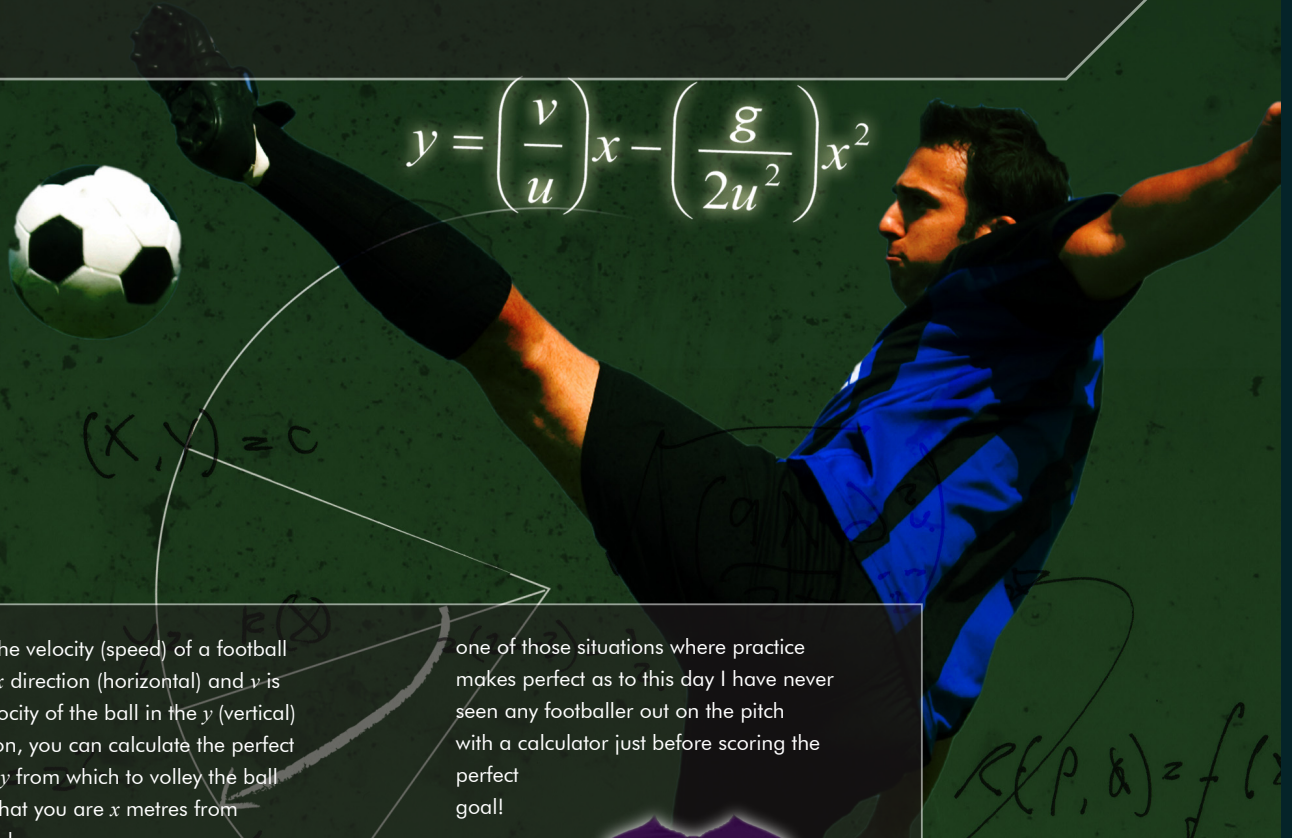 y = (v/u)x − (g/2u²)x²
(X, Y) = C
he velocity (speed) of a football
x direction (horizontal) and v is
ocity of the ball in the y (vertical)
on, you can calculate the perfect
y from which to volley the ball
hat you are x metres from
one of those situations where practice
makes perfect as to this day I have never
seen any footballer out on the pitch
with a calculator just before scoring the
perfect
goal!